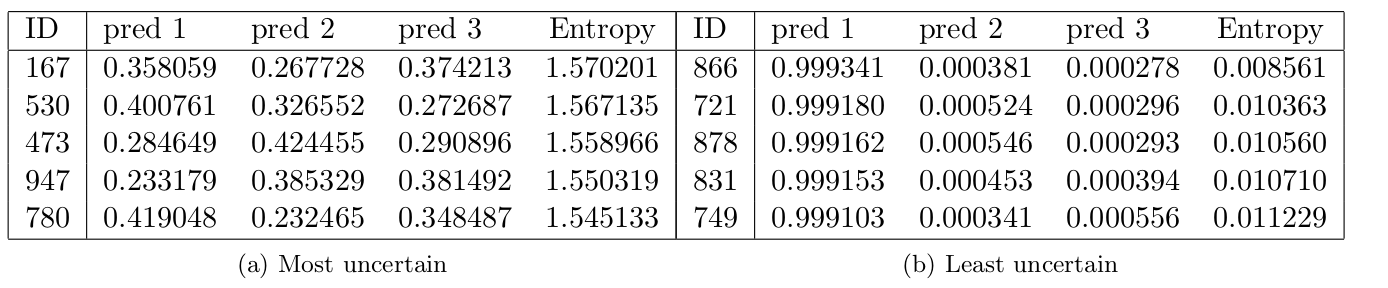 ID pred 1 pred 2 pred 3 Entropy ID pred 1 pred 2 pred 3 Entropy
167 0.358059 0.267728 0.374213 1.570201 866 0.999341 0.000381 0.000278 0.008561
530 0.400761 0.326552 0.272687 1.567135 721 0.999180 0.000524 0.000296 0.010363
473 0.284649 0.424455 0.290896 1.558966 878 0.999162 0.000546 0.000293 0.010560
947 0.233179 0.385329 0.381492 1.550319 831 0.999153 0.000453 0.000394 0.010710
780 0.419048 0.232465 0.348487 1.545133 749 0.999103 0.000341 0.000556 0.011229
(a) Most uncertain (b) Least uncertain